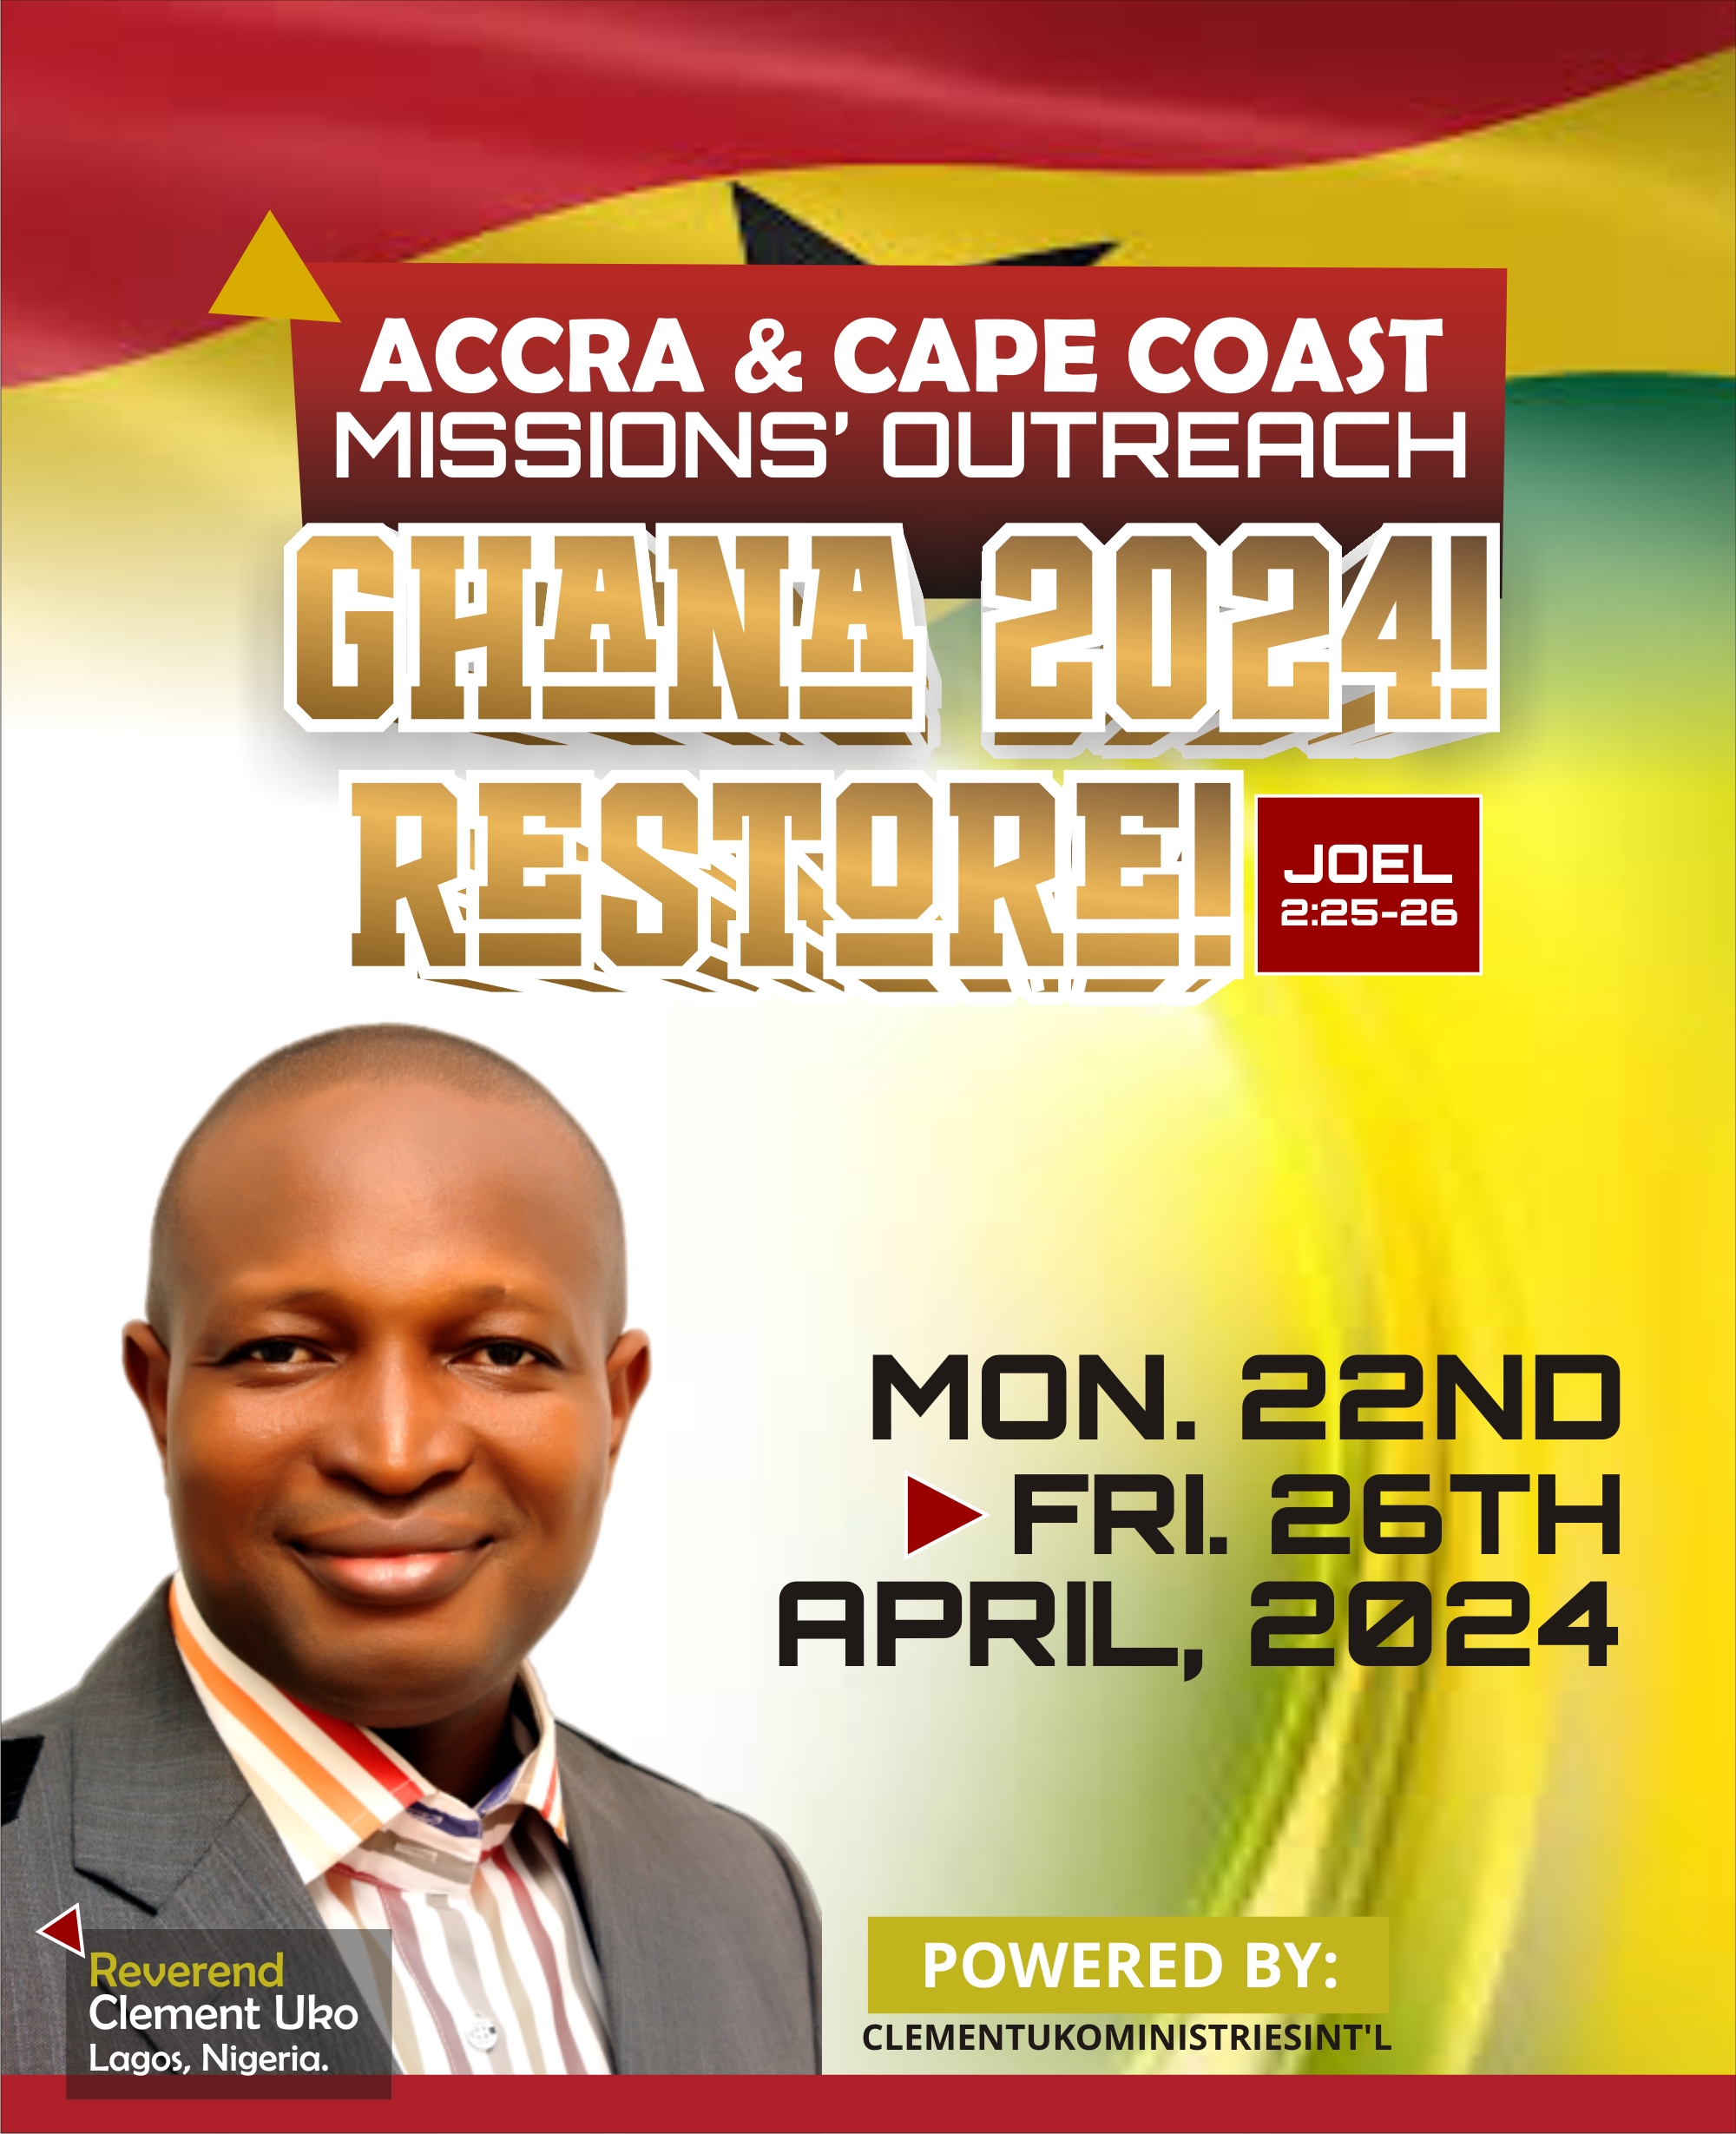 ACCRA & CAPE COAST
MISSIONS' OUTREACH
GHANA 2024!
RESTORE!
JOEL
2:25-26
MON. 22ND
FRI. 26TH
APRIL, 2024
POWERED BY:
CLEMENTUKOMINISTRIESINT'L
Reverend
Clement Uko
Lagos, Nigeria.